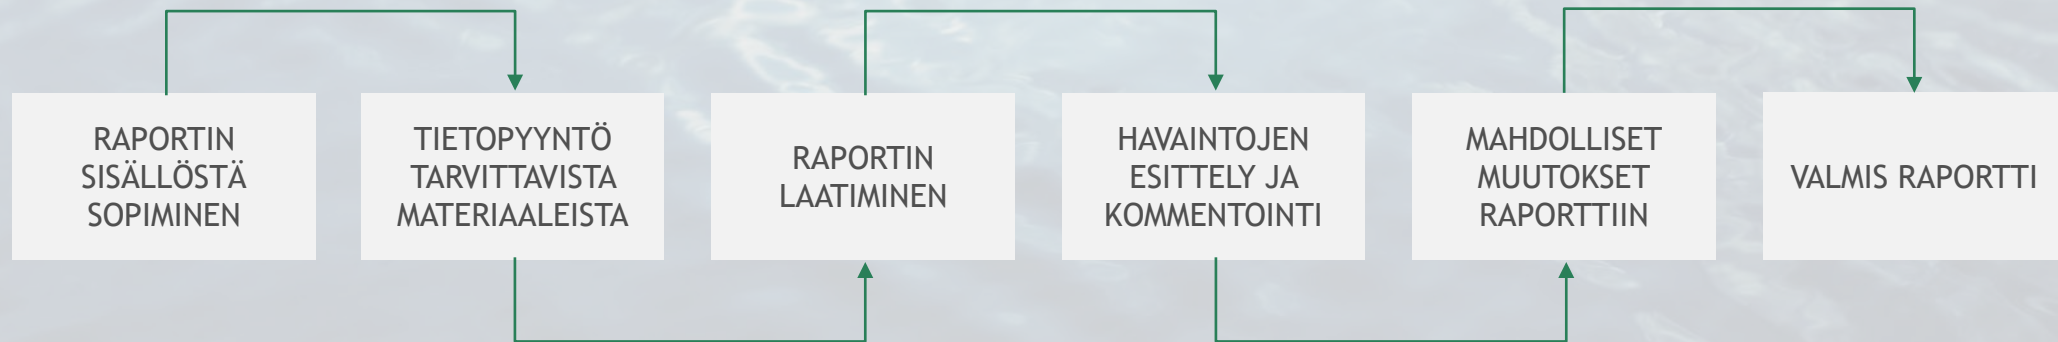 RAPORTIN
SISÄLLÖSTÄ
SOPIMINEN
TIETOPYYNTÖ
TARVITTAVISTA
MATERIAALEISTA
RAPORTIN
LAATIMINEN
HAVAINTOJEN
ESITTELY JA
KOMMENTOINTI
MAHDOLLISET
MUUTOKSET
RAPORTTIIN
VALMIS RAPORTTI